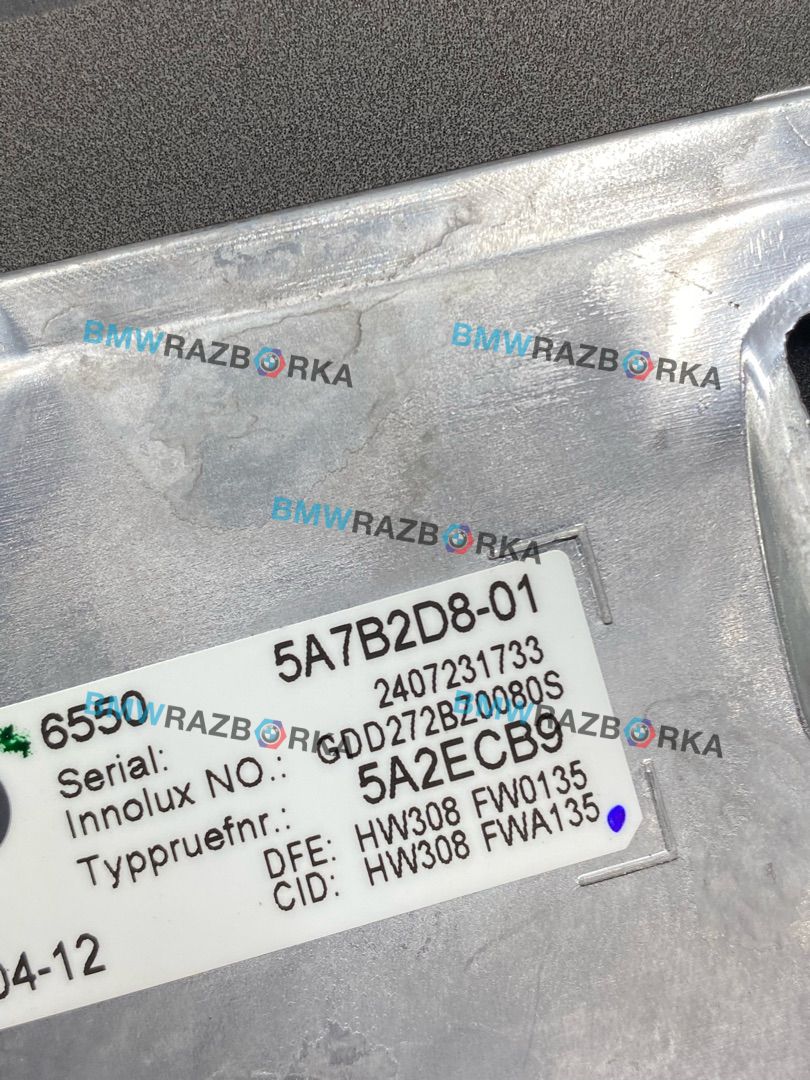 BMWRAZBORKA
BMWRAZBORKA
BMWRAZBORKA
5A7B2D8-01
6550
Serial: 2407231733
Innolux NO.: GDD272BZ0080S
Typpruefnr.: 5A2ECB9
DFE: HW308 FW0135
CID: HW308 FWA135
04-12
BMWRAZBORKA
BMWRAZBORKA